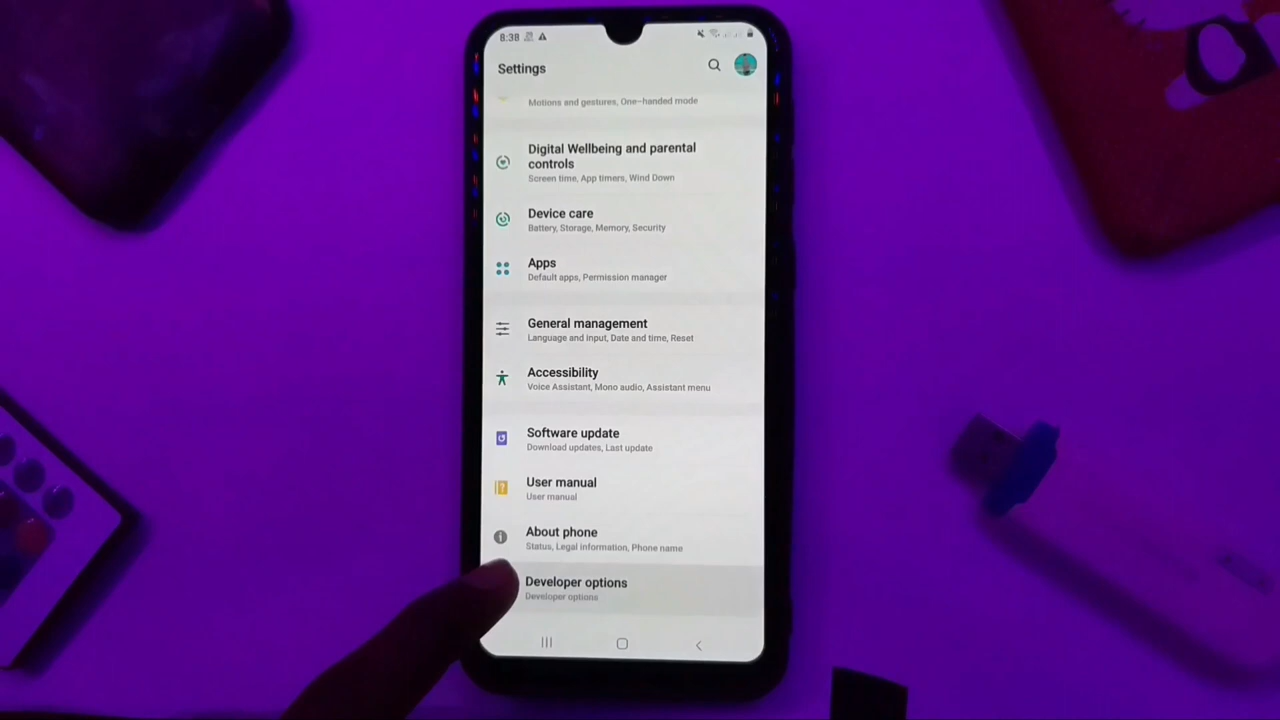 8:38
Settings
Motions and gestures, One-handed mode
Digital Wellbeing and parental
controls
Screen time, App timers, Wind Down
Device care
Battery, Storage, Memory, Security
Apps
Default apps, Permission manager
General management
Language and input, Date and time, Reset
Accessibility
Voice Assistant, Mono audio, Assistant menu
Software update
Download updates, Last update
User manual
User manual
About phone
Status, Legal information, Phone name
Developer options
Developer options